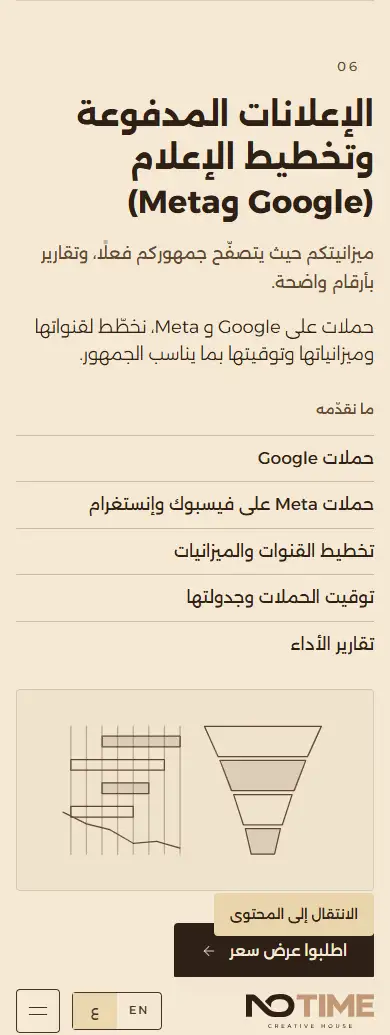 06
الإعلانات المدفوعة
وتخطيط الإعلام
(Google وMeta)
ميزانيتكم حيث يتصفّح جمهوركم فعلًا، وتقارير
بأرقام واضحة.
حملات على Google و Meta، نخطّط لقنواتها
وميزانياتها وتوقيتها بما يناسب الجمهور.
ما نقدّمه
حملات Google
حملات Meta على فيسبوك وإنستغرام
تخطيط القنوات والميزانيات
توقيت الحملات وجدولتها
تقارير الأداء
الانتقال إلى المحتوى
اطلبوا عرض سعر ←
NOTIME
CREATIVE HOUSE
EN
ع